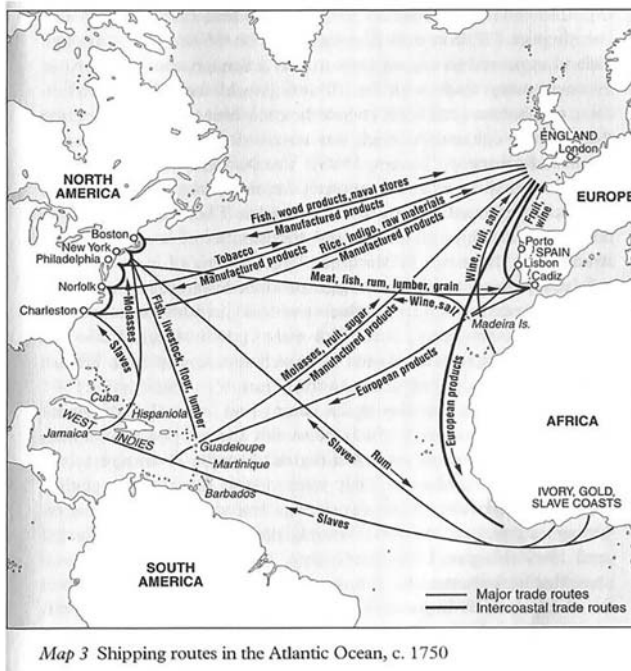 NORTH
AMERICA
ENGLAND
London
EUROPE
Boston
New York
Philadelphia
Norfolk
Charleston
Porto
SPAIN
Lisbon
Cadiz
Madeira Is.
Fish, wood products, naval stores
Manufactured products
Tobacco
Manufactured products
Rice, Indigo, raw materials
Manufactured products
Meat, fish, rum, lumber, grain
Wine, salt
Wine, fruit, salt
Fruit,
wine
Molasses
Fish, livestock, flour, lumber
Slaves
Molasses, fruit, sugar
Manufactured products
European products
European products
Cuba
Hispaniola
WEST
INDIES
Jamaica
Guadeloupe
Martinique
Barbados
Slaves
Rum
Slaves
AFRICA
IVORY, GOLD,
SLAVE COASTS
SOUTH
AMERICA
Major trade routes
Intercoastal trade routes
Map 3 Shipping routes in the Atlantic Ocean, c. 1750